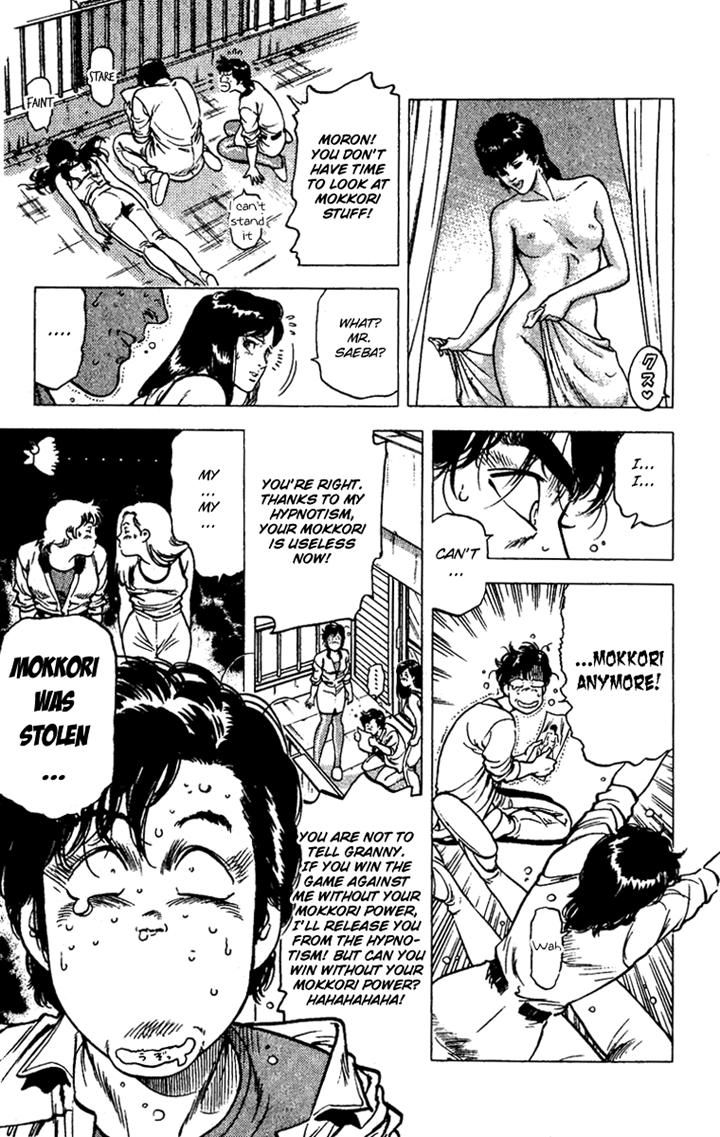 クス♡
MORON!
YOU DON'T
HAVE TIME
TO LOOK AT
MOKKORI
STUFF!
STARE
FAINT
I can't
stand
it
WHAT?
MR.
SAEBA?
.....
I...
I...
CAN'T
...
...MOKKORI
ANYMORE!
Wah
YOU'RE RIGHT.
THANKS TO MY
HYPNOTISM,
YOUR MOKKORI
IS USELESS
NOW!
MY
...
MY
...
MOKKORI
WAS
STOLEN
...
YOU ARE NOT TO
TELL GRANNY.
IF YOU WIN THE
GAME AGAINST
ME WITHOUT YOUR
MOKKORI POWER,
I'LL RELEASE YOU
FROM THE HYPNO-
TISM! BUT CAN YOU
WIN WITHOUT YOUR
MOKKORI POWER?
HAHAHAHAHA!